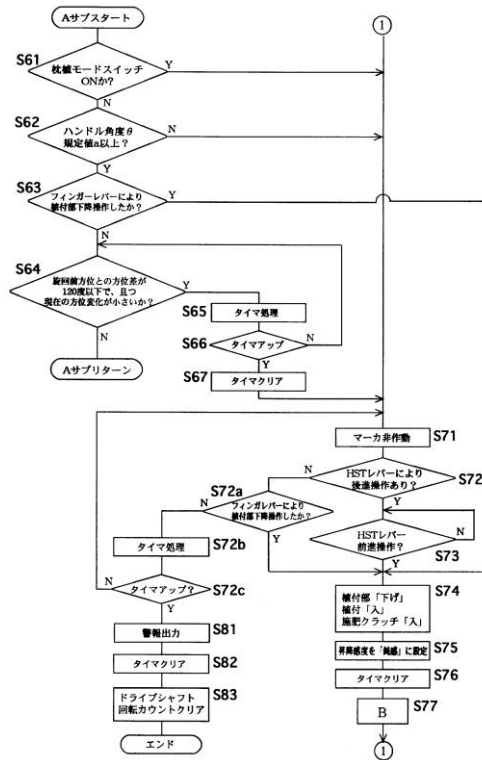 Aサブスタート
1
S61
枕植モードスイッチ
ONか?
Y
N
S62
ハンドル角度θ
規定値a以上?
N
Y
S63
フィンガーレバーにより
植付部下降操作したか?
Y
N
S64
旋回前方位との方位差が
120度以下で、且つ
現在の方位変化が小さいか?
Y
N
S65
タイマ処理
S66
タイマアップ
N
Y
S67
タイマクリア
Aサブリターン
マーカ非作動
S71
HSTレバーにより
後進操作あり?
S72
N
Y
S72a
フィンガレバーにより
植付部下降操作したか?
N
Y
HSTレバー
前進操作?
N
S73
Y
S72b
タイマ処理
タイマアップ?
S72c
N
Y
S74
植付部「下げ」
植付「入」
施肥クラッチ「入」
警報出力
S81
昇降感度を「鈍感」に設定
S75
タイマクリア
S82
タイマクリア
S76
ドライブシャフト
回転カウントクリア
S83
B
S77
エンド
1